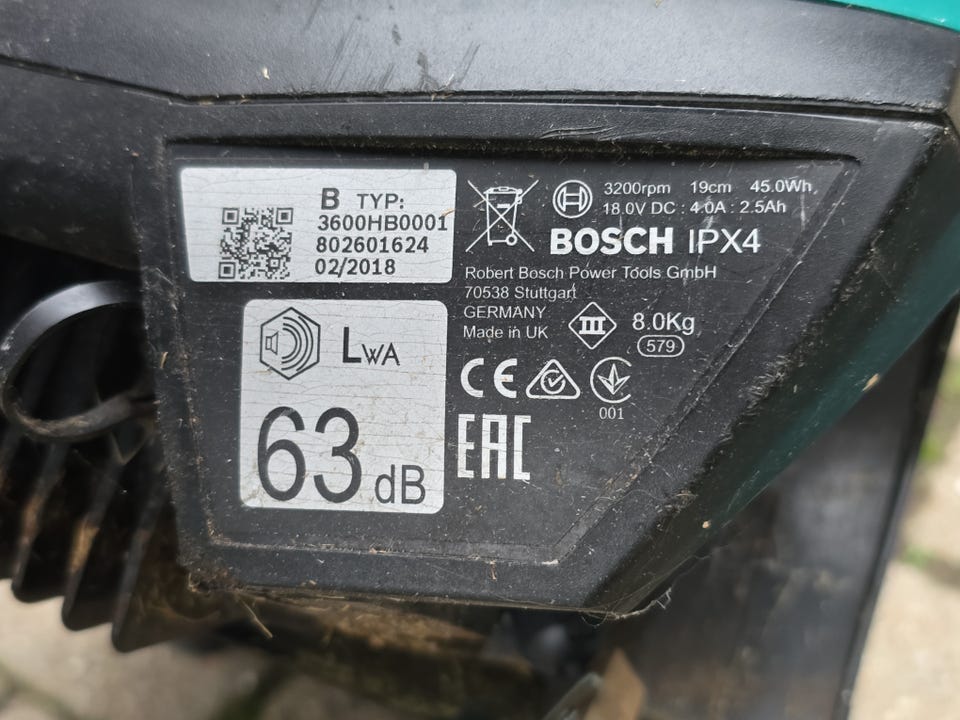 B TYP:
3600HB0001
802601624
02/2018
3200rpm 19cm 45.0Wh
18.0V DC : 4.0A : 2.5Ah
BOSCH IPX4
Robert Bosch Power Tools GmbH
70538 Stuttgart
GERMANY
Made in UK
III
8.0Kg
579
CE
001
EAC
LWA
63 dB